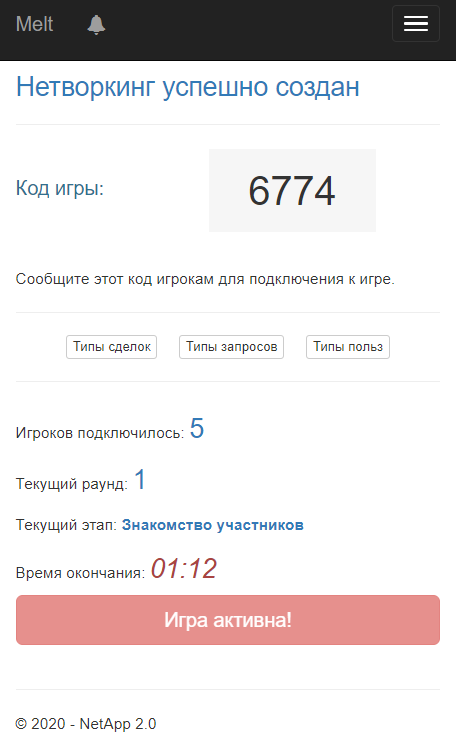 Melt
Нетворкинг успешно создан
Код игры: 6774
Сообщите этот код игрокам для подключения к игре.
Типы сделок Типы запросов Типы польз
Игроков подключилось: 5
Текущий раунд: 1
Текущий этап: Знакомство участников
Время окончания: 01:12
Игра активна!
© 2020 - NetApp 2.0